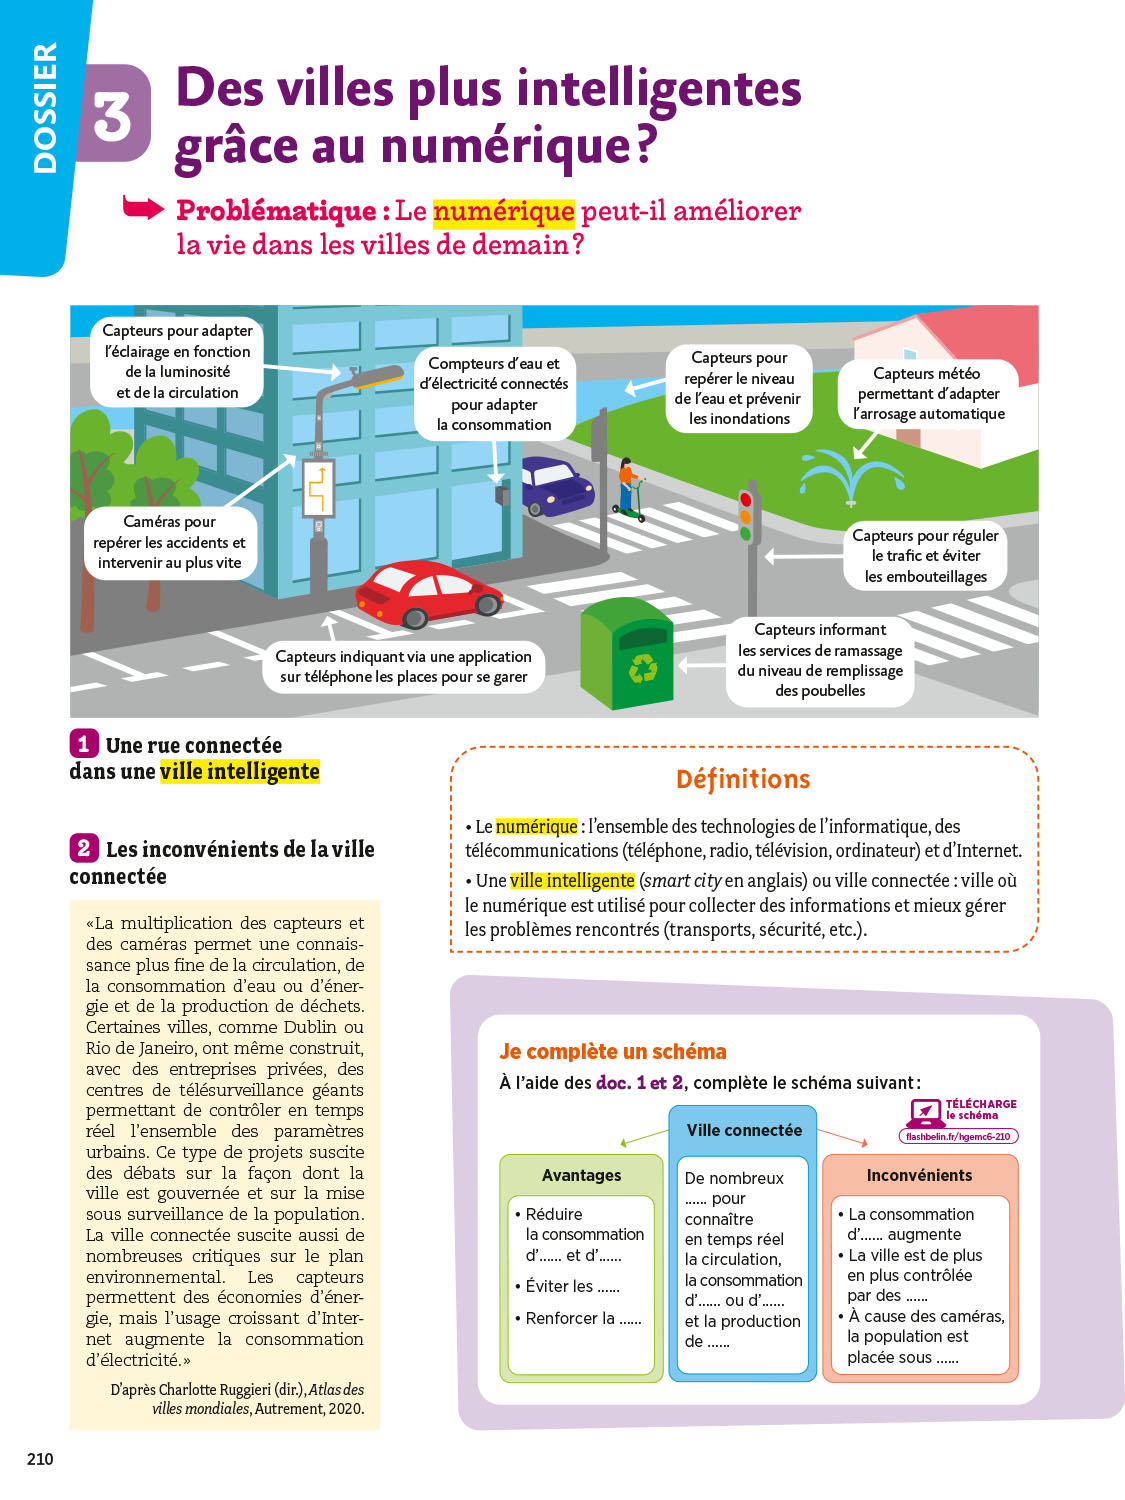 DOSSIER
3
Des villes plus intelligentes
grâce au numérique ?
Problématique : Le numérique peut-il améliorer
la vie dans les villes de demain ?
Capteurs pour adapter
l’éclairage en fonction
de la luminosité
et de la circulation
Compteurs d’eau et
d’électricité connectés
pour adapter
la consommation
Capteurs pour
repérer le niveau
de l’eau et prévenir
les inondations
Capteurs météo
permettant d’adapter
l’arrosage automatique
Caméras pour
repérer les accidents et
intervenir au plus vite
Capteurs pour réguler
le trafic et éviter
les embouteillages
Capteurs indiquant via une application
sur téléphone les places pour se garer
Capteurs informant
les services de ramassage
du niveau de remplissage
des poubelles
1 Une rue connectée
dans une ville intelligente
2 Les inconvénients de la ville
connectée
«La multiplication des capteurs et
des caméras permet une connais-
sance plus fine de la circulation, de
la consommation d’eau ou d’éner-
gie et de la production de déchets.
Certaines villes, comme Dublin ou
Rio de Janeiro, ont même construit,
avec des entreprises privées, des
centres de télésurveillance géants
permettant de contrôler en temps
réel l’ensemble des paramètres
urbains. Ce type de projets suscite
des débats sur la façon dont la
ville est gouvernée et sur la mise
sous surveillance de la population.
La ville connectée suscite aussi de
nombreuses critiques sur le plan
environnemental. Les capteurs
permettent des économies d’éner-
gie, mais l’usage croissant d’Inter-
net augmente la consommation
d’électricité.»
D’après Charlotte Ruggieri (dir.), Atlas des
villes mondiales, Autrement, 2020.
Définitions
• Le numérique : l’ensemble des technologies de l’informatique, des
télécommunications (téléphone, radio, télévision, ordinateur) et d’Internet.
• Une ville intelligente (smart city en anglais) ou ville connectée : ville où
le numérique est utilisé pour collecter des informations et mieux gérer
les problèmes rencontrés (transports, sécurité, etc.).
Je complète un schéma
À l’aide des doc. 1 et 2, complète le schéma suivant :
TÉLÉCHARGE
le schéma
flashbelin.fr/hgemc6-210
Avantages
• Réduire
la consommation
d’...... et d’......
• Éviter les ......
• Renforcer la ......
Ville connectée
De nombreux
...... pour
connaître
en temps réel
la circulation,
la consommation
d’...... ou d’......
et la production
de ......
Inconvénients
• La consommation
d’...... augmente
• La ville est de plus
en plus contrôlée
par des ......
• À cause des caméras,
la population est
placée sous ......
210